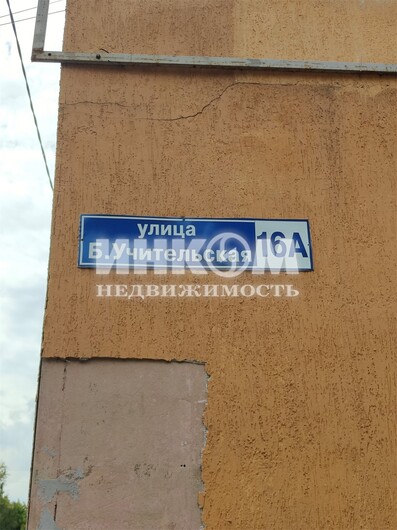 улица
Б.Учительская 16А
ИНКОМ
НЕДВИЖИМОСТЬ